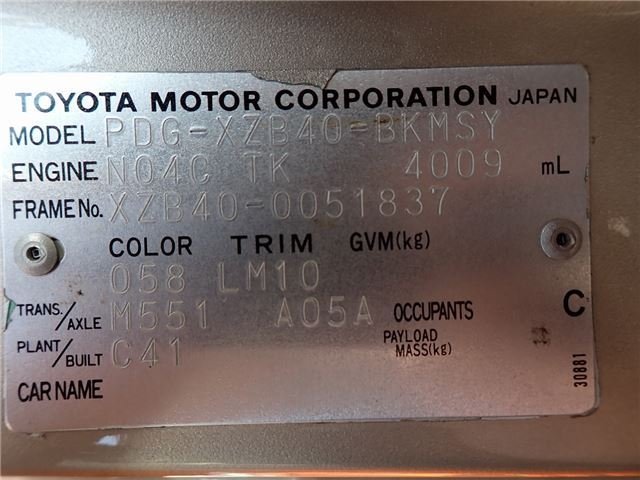 TOYOTA MOTOR CORPORATION JAPAN
MODEL PDG-XZB40-BKMSY
ENGINE N04C TK 4009 mL
FRAME No. XZB40-0051837
COLOR TRIM GVM(kg)
058 LM10
TRANS./AXLE M551 A05A OCCUPANTS C
PLANT/BUILT C41 PAYLOAD MASS(kg)
CAR NAME
30881